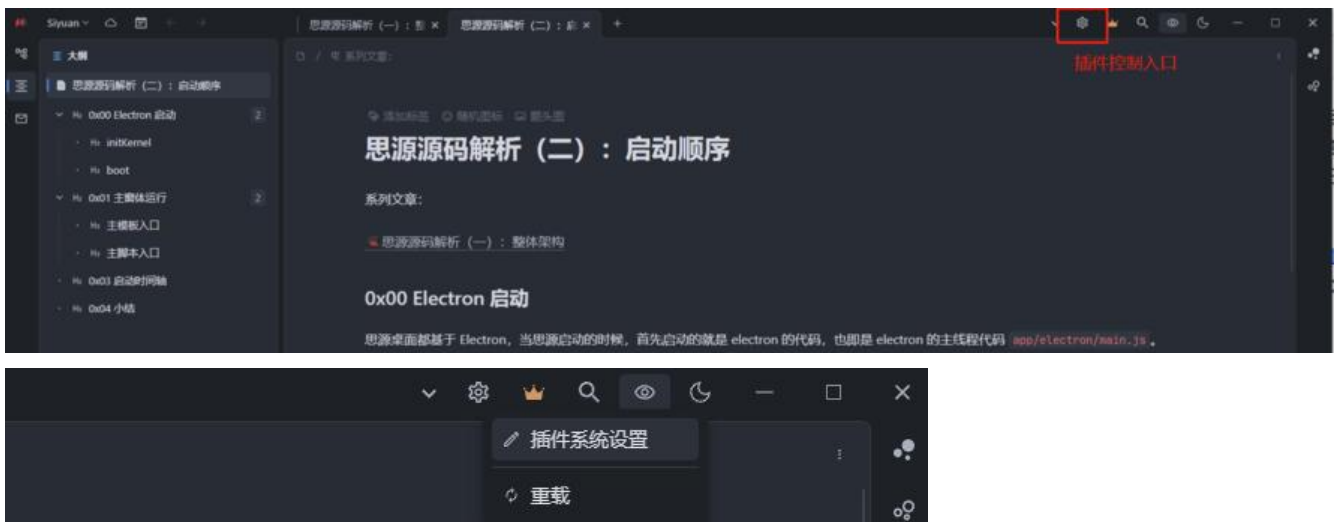 Siyuan
思源源码解析（一）：整
思源源码解析（二）：启
大纲
系列文章:
插件控制入口
思源源码解析（二）：启动顺序
0x00 Electron 启动
2
initKernel
boot
0x01 主窗体运行
2
主模板入口
主脚本入口
0x03 启动时间轴
0x04 小结
添加标签 随机图标 题头图
思源源码解析（二）：启动顺序
系列文章：
思源源码解析（一）：整体架构
0x00 Electron 启动
思源桌面都基于 Electron，当思源启动的时候，首先启动的就是 electron 的代码，也即是 electron 的主线程代码 app/electron/main.js 。
插件系统设置
重载